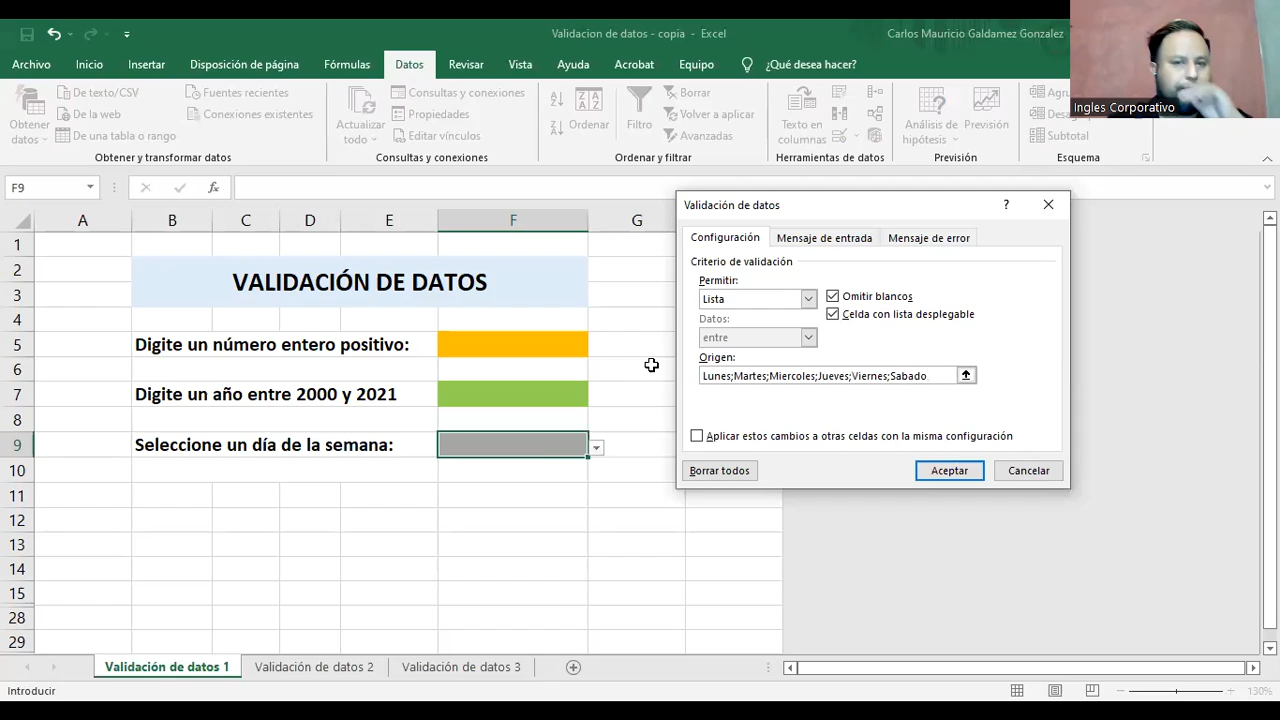 Validacion de datos - copia - Excel
Carlos Mauricio Galdamez Gonzalez
Archivo Inicio Insertar Disposición de página Fórmulas Datos Revisar Vista Ayuda Acrobat Equipo ¿Qué desea hacer?
Ingles Corporativo
Obtener datos
De texto/CSV
De la web
De una tabla o rango
Fuentes recientes
Conexiones existentes
Obtener y transformar datos
Actualizar todo
Consultas y conexiones
Propiedades
Editar vínculos
Consultas y conexiones
Ordenar
Filtro
Borrar
Volver a aplicar
Avanzadas
Ordenar y filtrar
Texto en columnas
Herramientas de datos
Análisis de hipótesis
Previsión
Previsión
Subtotal
Esquema
F9
fx
A B C D E F G
1
2
3
VALIDACIÓN DE DATOS
4
5 Digite un número entero positivo:
6
7 Digite un año entre 2000 y 2021
8
9 Seleccione un día de la semana:
10
11
12
13
14
15
28
29
Validación de datos
?
Configuración Mensaje de entrada Mensaje de error
Criterio de validación
Permitir:
Lista
Omitir blancos
Celda con lista desplegable
Datos:
entre
Origen:
Lunes;Martes;Miercoles;Jueves;Viernes;Sabado
Aplicar estos cambios a otras celdas con la misma configuración
Borrar todos Aceptar Cancelar
Validación de datos 1 Validación de datos 2 Validación de datos 3
Introducir
130%